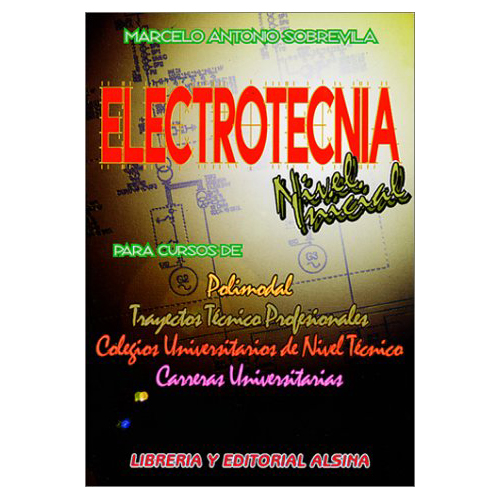 MARCELO ANTONIO SOBREVILA
ELECTROTECNIA
Nivel
Inicial
PARA CURSOS DE
Polimodal
Trayectos Técnico Profesionales
Colegios Universitarios de Nivel Técnico
Carreras Universitarias
LIBRERIA Y EDITORIAL ALSINA